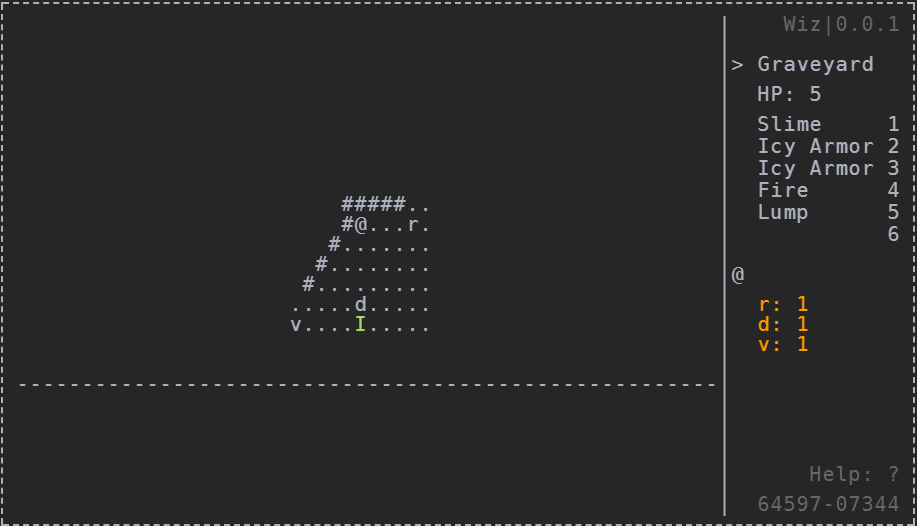 Wiz|0.0.1
> Graveyard
HP: 5
Slime 1
Icy Armor 2
Icy Armor 3
Fire 4
Lump 5
6
#####..
#@...r.
#.......
#........
#.........
.....d.....
v....I.....
@
r: 1
d: 1
v: 1
------------------------------------------------------
Help: ?
64597-07344